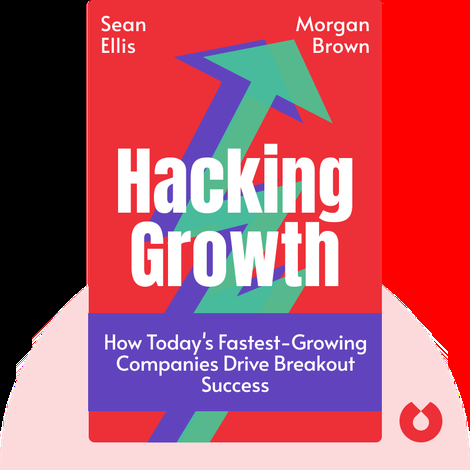 Sean
Ellis
Morgan
Brown
Hacking
Growth
How Today's Fastest-Growing
Companies Drive Breakout
Success